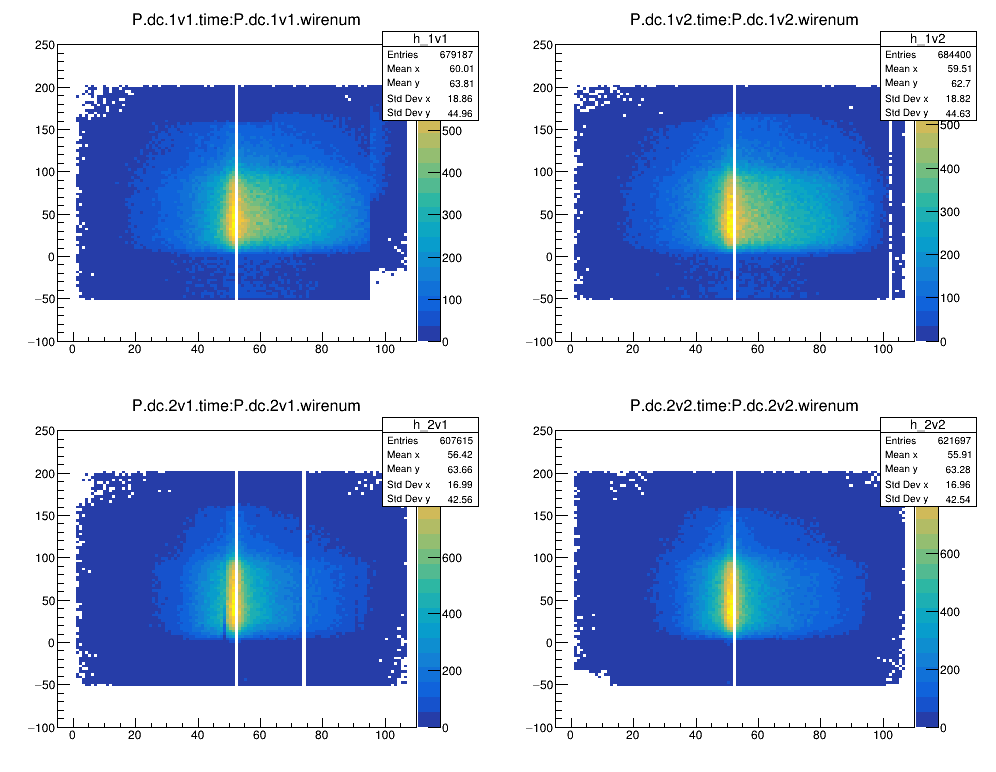 P.dc.1v1.time:P.dc.1v1.wirenum
h_1v1
Entries 679187
Mean x 60.01
Mean y 63.81
Std Dev x 18.86
Std Dev y 44.96
250
200
150
100
50
0
−50
−100
0 20 40 60 80 100
500
400
300
200
100
0
P.dc.1v2.time:P.dc.1v2.wirenum
h_1v2
Entries 684400
Mean x 59.51
Mean y 62.7
Std Dev x 18.82
Std Dev y 44.63
250
200
150
100
50
0
−50
−100
0 20 40 60 80 100
500
400
300
200
100
0
P.dc.2v1.time:P.dc.2v1.wirenum
h_2v1
Entries 607615
Mean x 56.42
Mean y 63.66
Std Dev x 16.99
Std Dev y 42.56
250
200
150
100
50
0
−50
−100
0 20 40 60 80 100
600
400
200
0
P.dc.2v2.time:P.dc.2v2.wirenum
h_2v2
Entries 621697
Mean x 55.91
Mean y 63.28
Std Dev x 16.96
Std Dev y 42.54
250
200
150
100
50
0
−50
−100
0 20 40 60 80 100
600
400
200
0